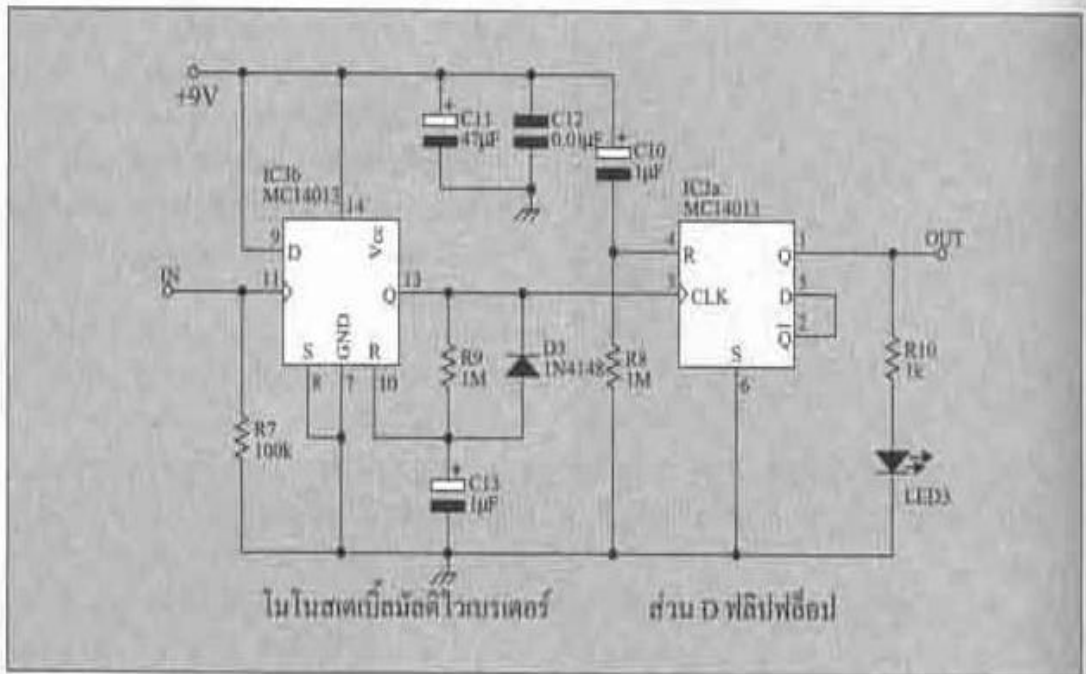 +9V
C11
47μF
C12
0.01μF
C10
1μF
IC3b
MC14013
14
Vcc
9
D
IN
11
13
Q
S
GND
R
8
7
10
R7
100k
R9
1M
D3
1N4148
C13
1μF
R8
1M
IC3a
MC14013
4
R
Q
OUT
3
CLK
5
D
2
Q̅
S
6
R10
1k
LED3
โมโนสเตเบิ้ลมัลติไวเบรเตอร์
ส่วน D ฟลิปฟล็อป